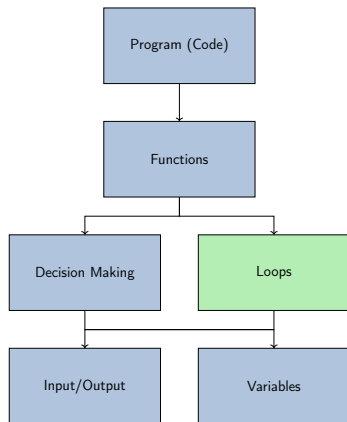 Program (Code)
Functions
Decision Making
Loops
Input/Output
Variables